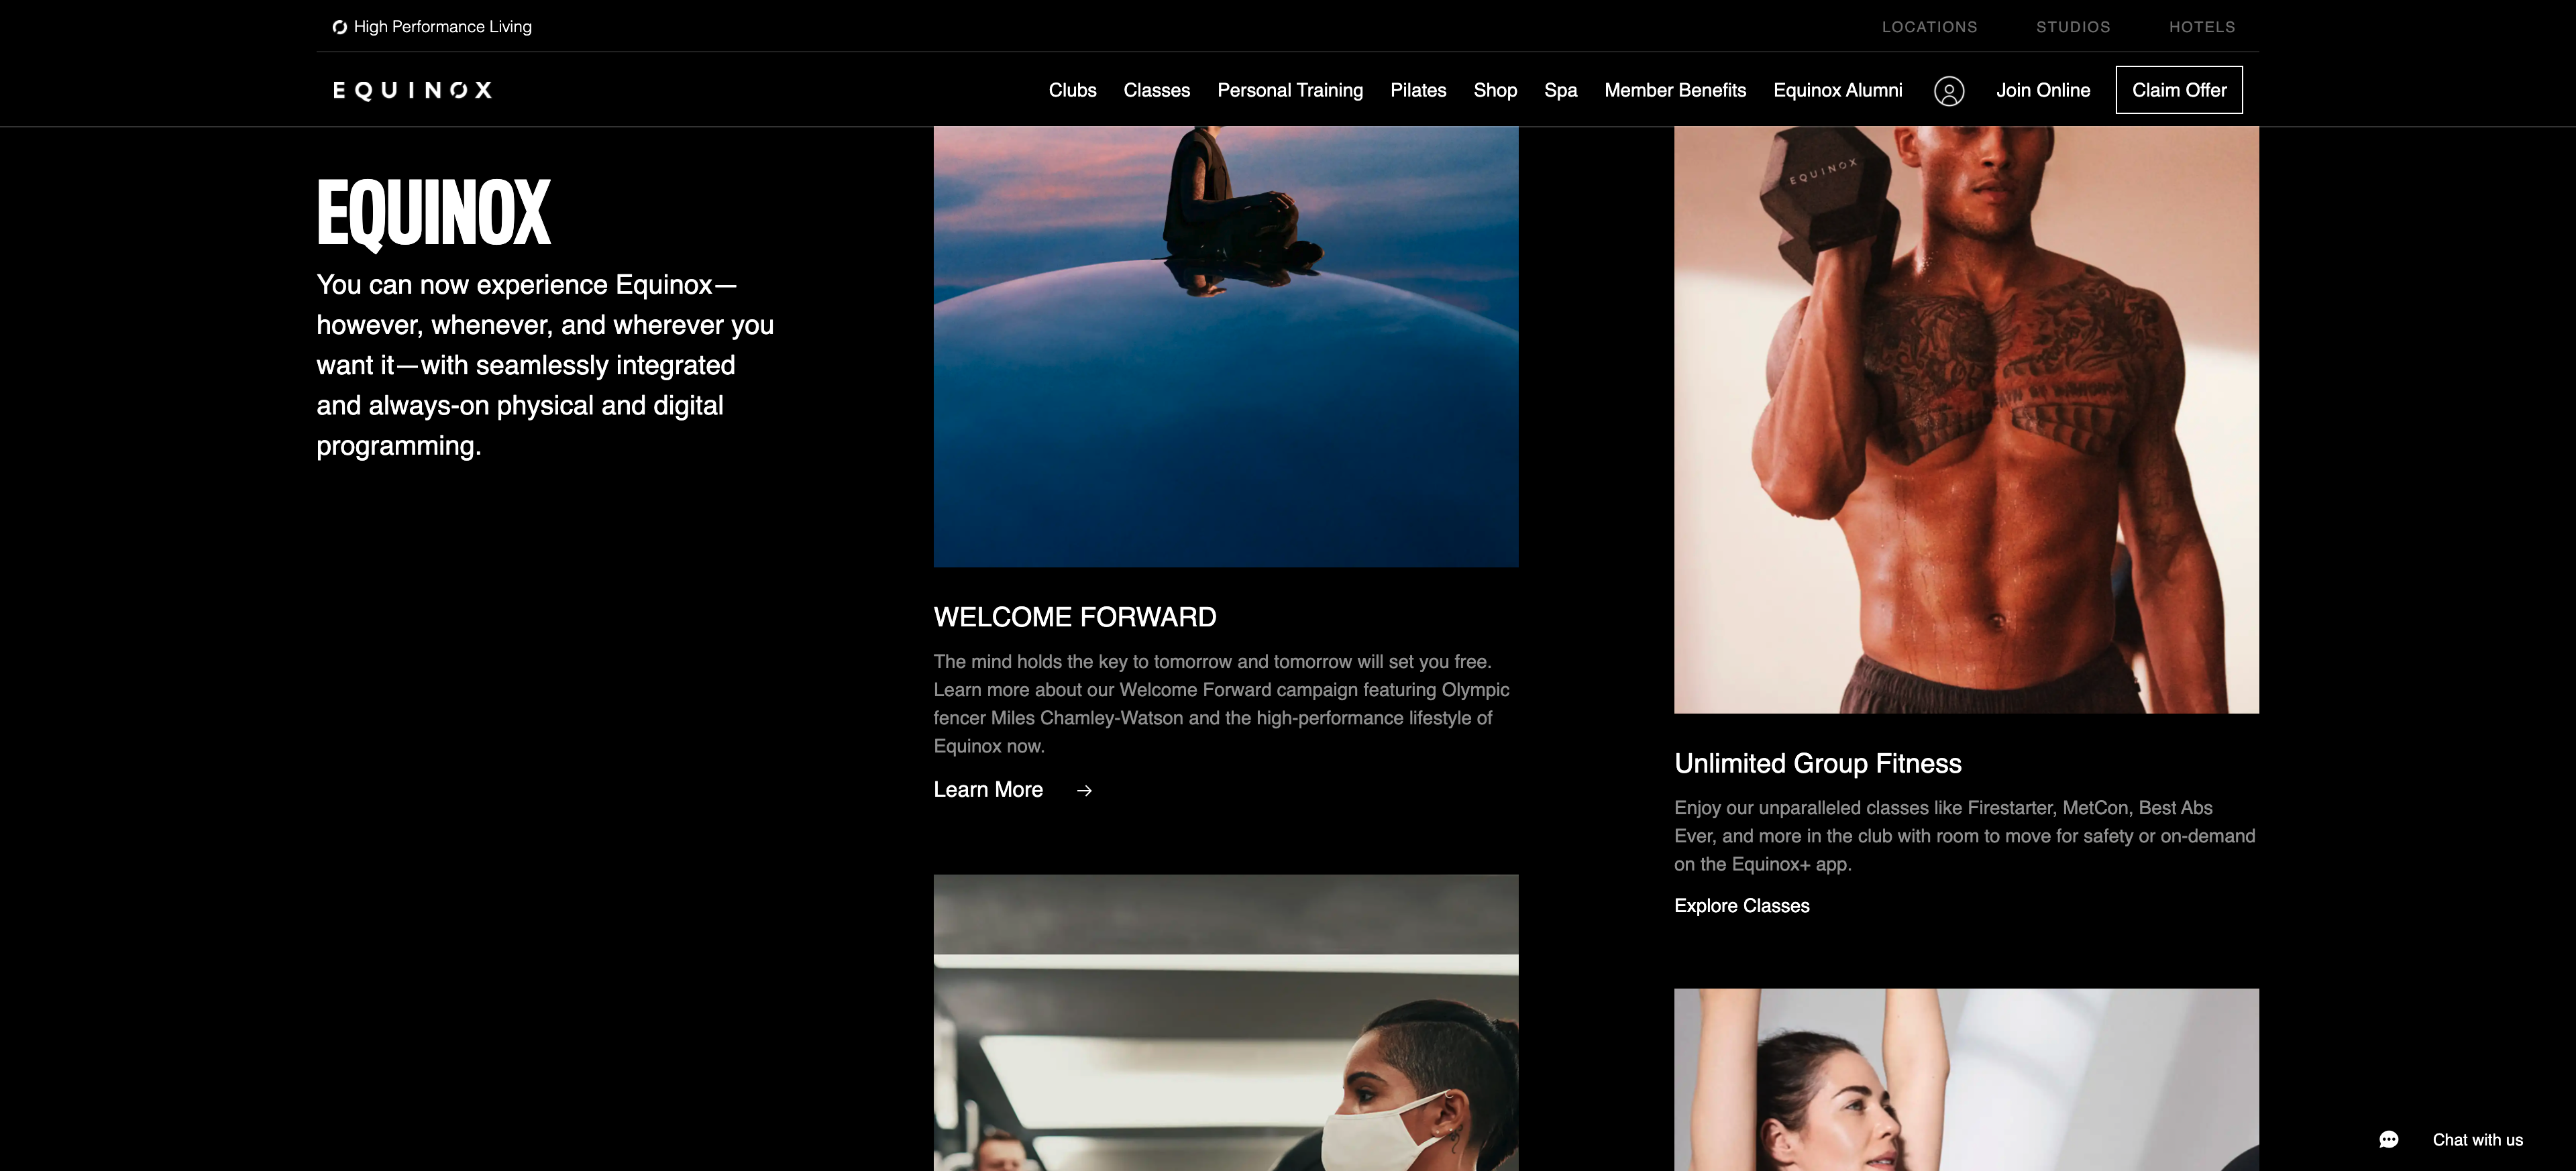 High Performance Living
LOCATIONS STUDIOS HOTELS
EQUINOX
Clubs Classes Personal Training Pilates Shop Spa Member Benefits Equinox Alumni Join Online Claim Offer
EQUINOX
You can now experience Equinox—
however, whenever, and wherever you
want it—with seamlessly integrated
and always-on physical and digital
programming.
WELCOME FORWARD
The mind holds the key to tomorrow and tomorrow will set you free.
Learn more about our Welcome Forward campaign featuring Olympic
fencer Miles Chamley-Watson and the high-performance lifestyle of
Equinox now.
Learn More →
EQUINOX
Unlimited Group Fitness
Enjoy our unparalleled classes like Firestarter, MetCon, Best Abs
Ever, and more in the club with room to move for safety or on-demand
on the Equinox+ app.
Explore Classes
Chat with us